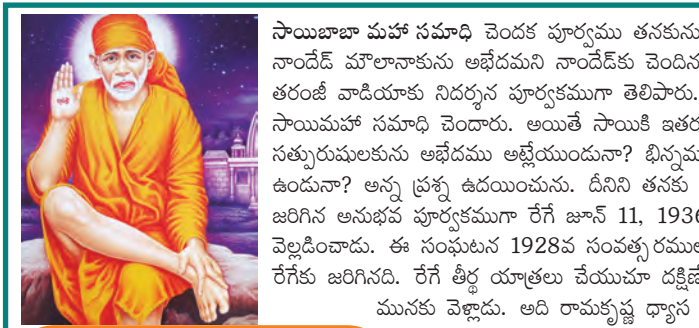 సాయిబాబా మహా సమాధి చెందక పూర్వము తనకును
నాందేడ్ మౌలానాకును అభేదమని నాందేడ్‌కు చెందిన
తరంజీ వాడియాకు నిదర్శన పూర్వకముగా తెలిపారు.
సాయిమహా సమాధి చెందారు. అయితే సాయికి ఇతర
సత్పురుషులకును అభేదము అట్లేయుండునా? భిన్నము
ఉండునా? అన్న ప్రశ్న ఉదయించును. దీనిని తనకు
జరిగిన అనుభవ పూర్వకముగా రేగే జూన్ 11, 1936
వెల్లడించాడు. ఈ సంఘటన 1928వ సంవత్సరముల
రేగేకు జరిగినది. రేగే తీర్థ యాత్రలు చేయుచూ దక్షిణే
మునకు వెళ్లాడు. అది రామకృష్ణ ధ్యాస